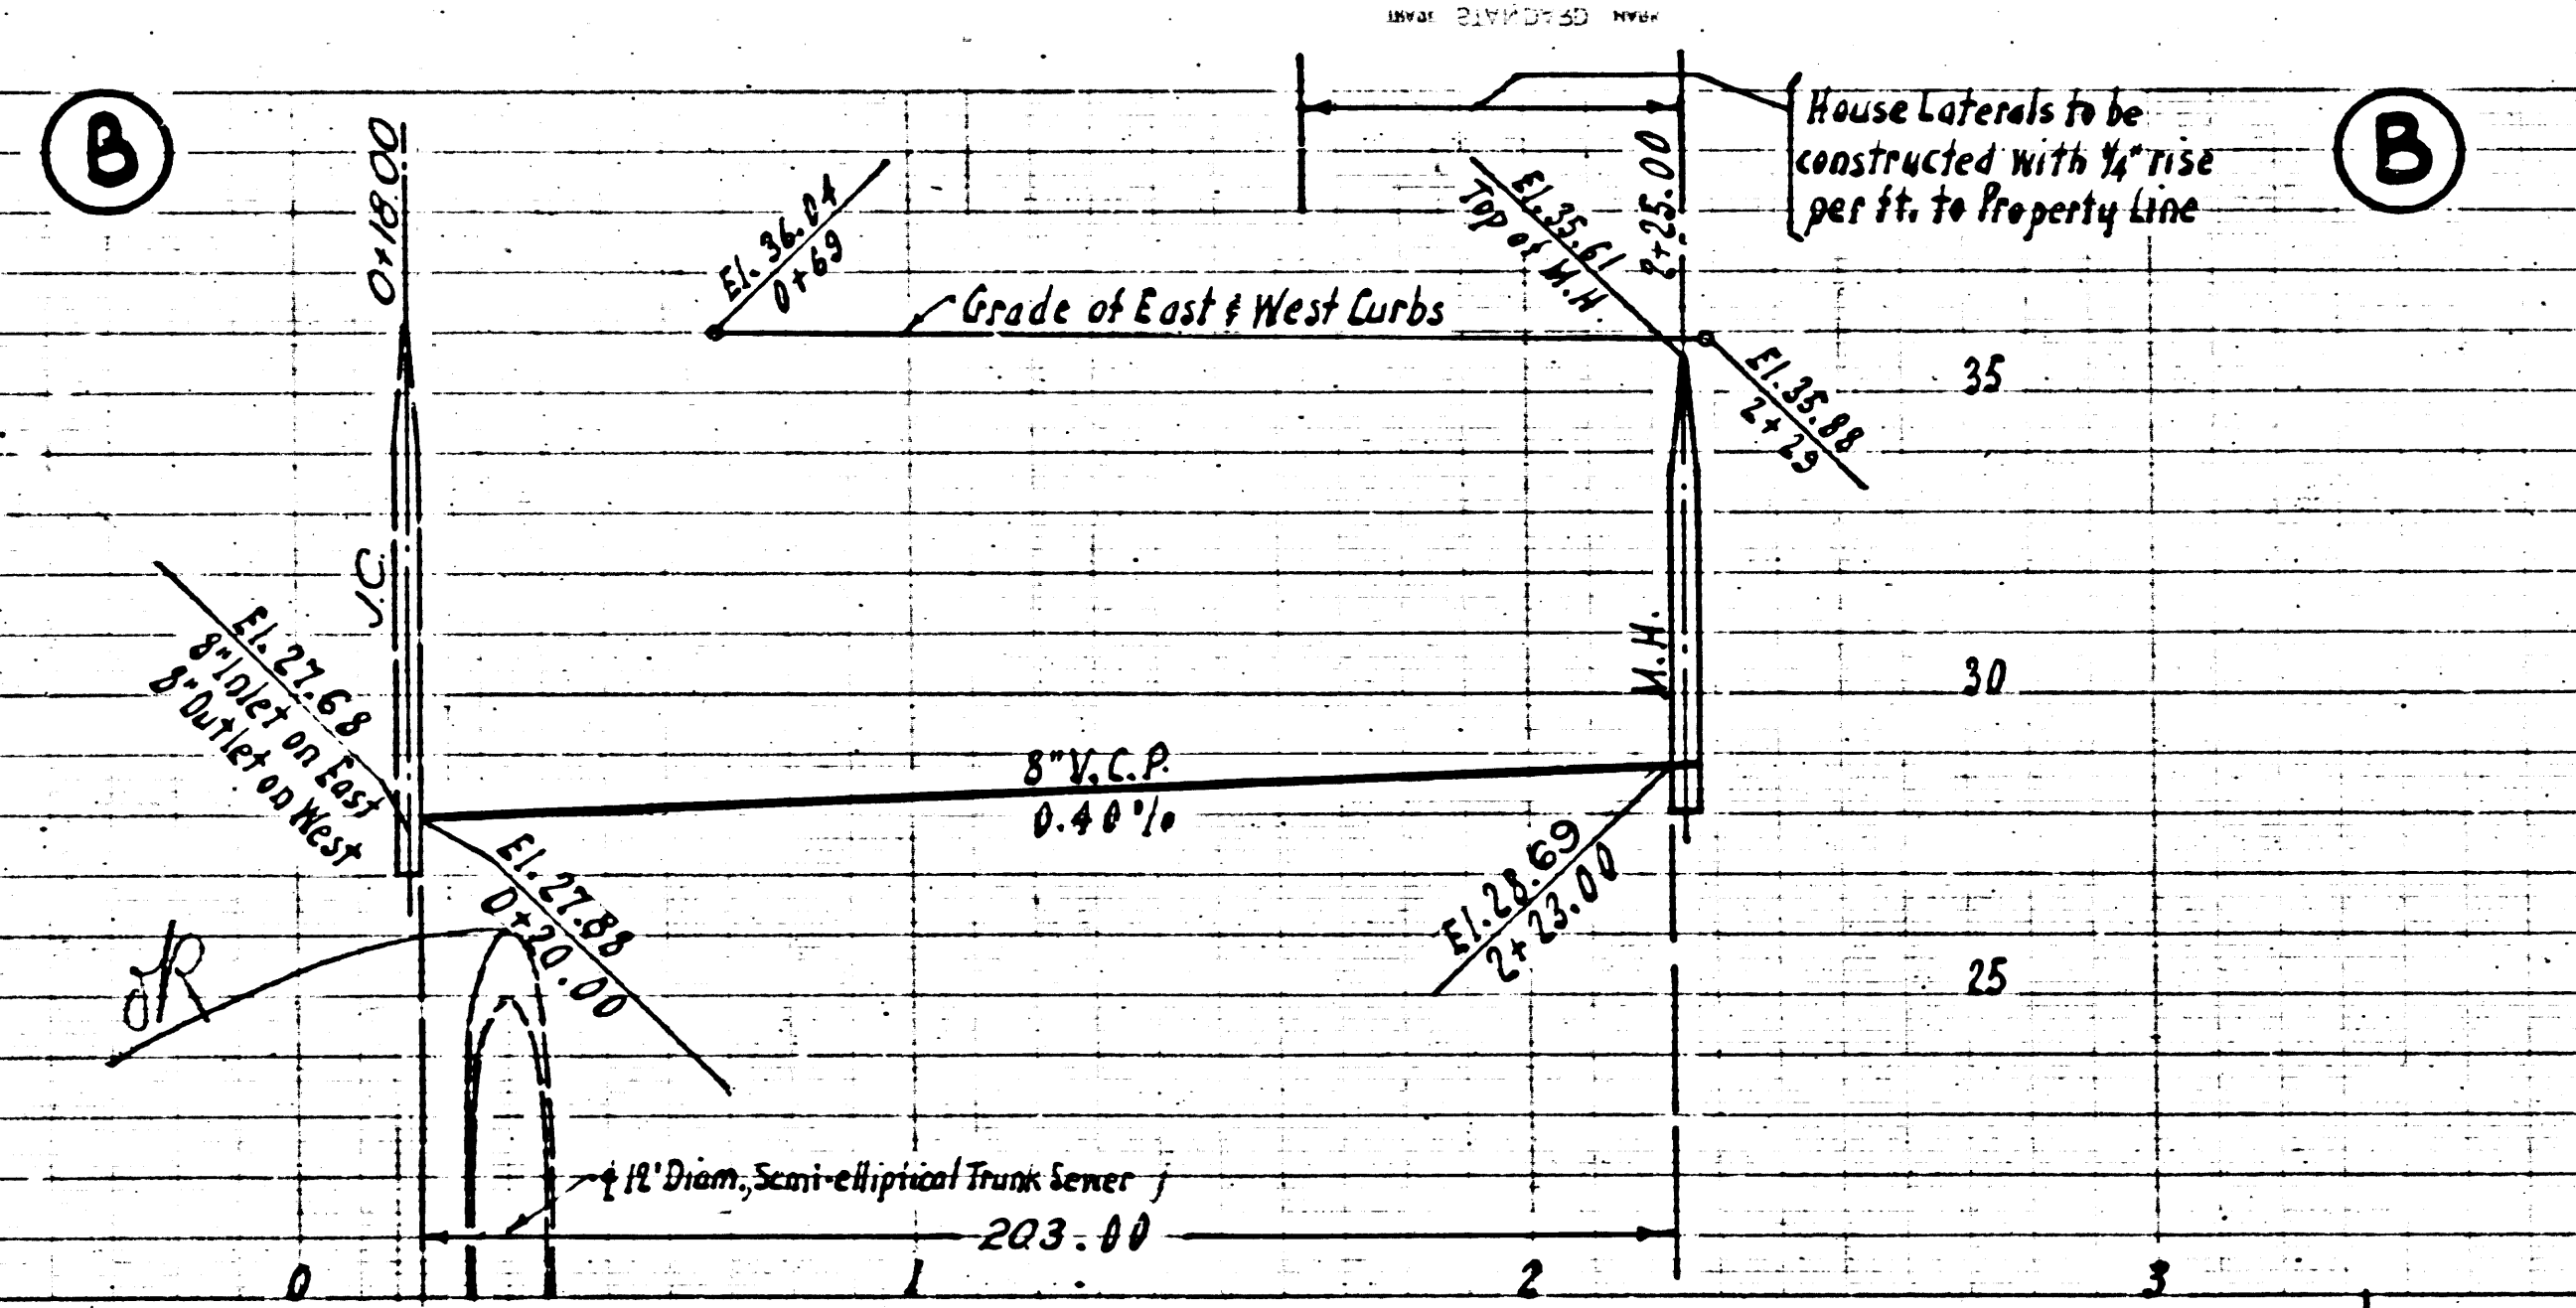 TRADE STANDARD MARK
B
0+18.00
El. 36.04
0+69
Grade of East & West Curbs
El. 35.61
Top of M.H.
2+25.00
House Laterals to be
constructed with 1/4" rise
per ft. to Property Line
B
El. 35.88
2+29
35
J.C.
El. 27.68
8" Inlet on East
8" Outlet on West
M.H.
30
8" V.C.P.
0.40%
El. 27.88
0+20.00
El. 28.69
2+23.00
25
12' Diam., Semi-elliptical Trunk Sewer
203.00
0
1
2
3